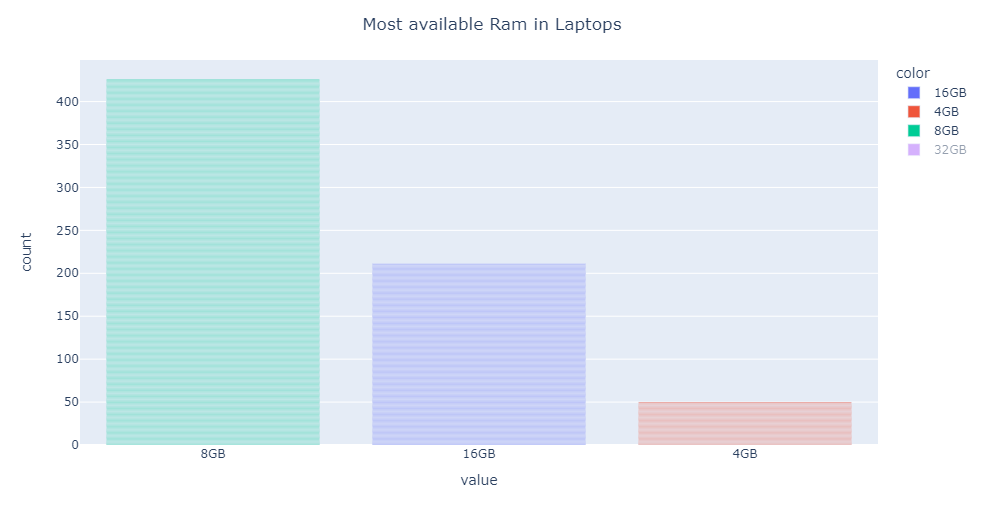 Most available Ram in Laptops
color
16GB
4GB
8GB
32GB
400
350
300
250
200
150
100
50
0
count
8GB
16GB
4GB
value